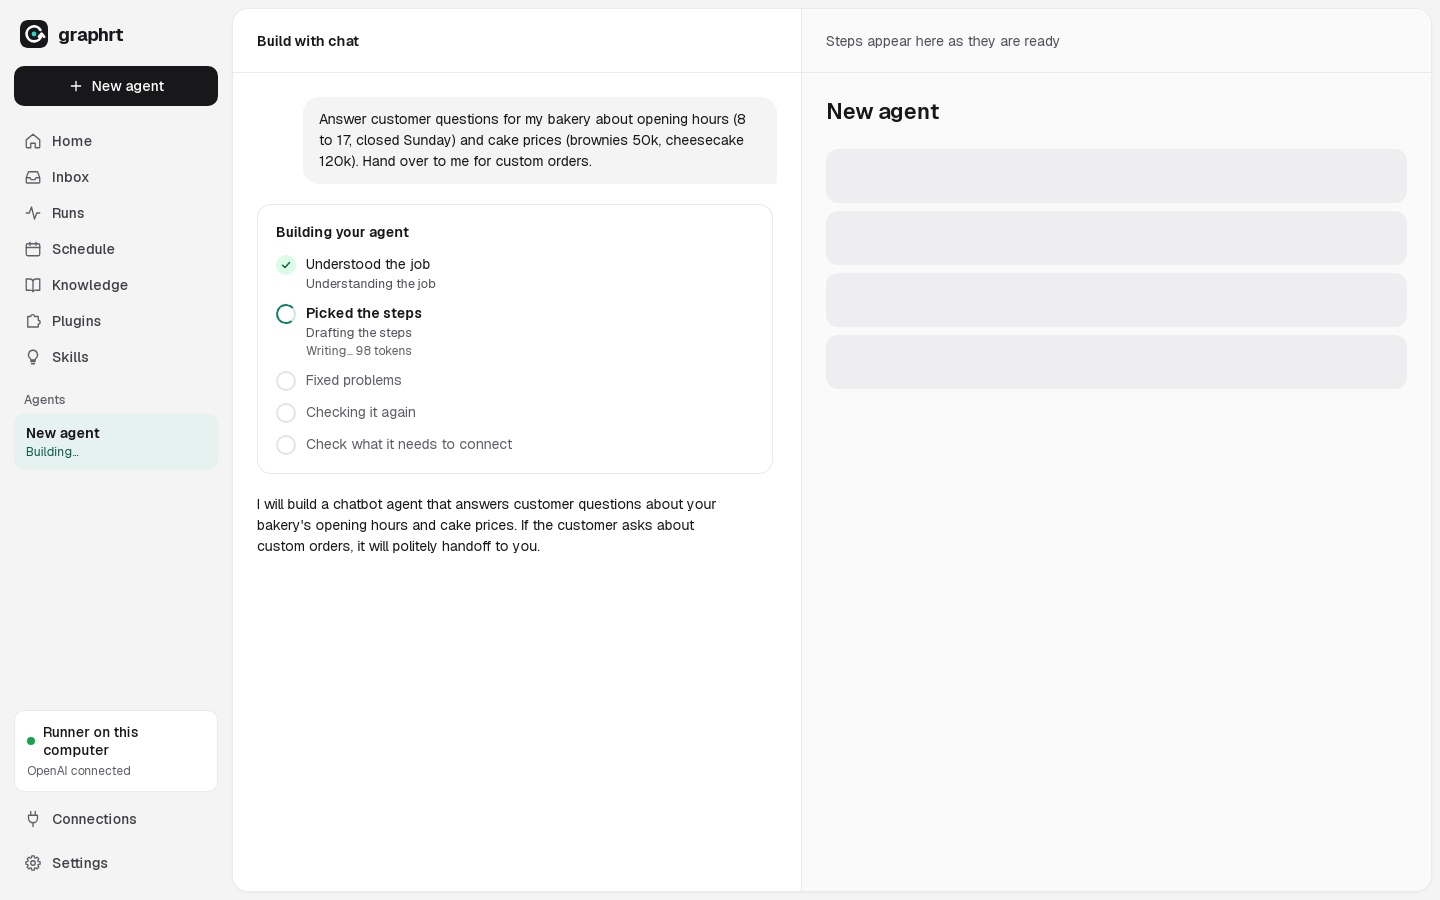 graphrt
New agent
Home
Inbox
Runs
Schedule
Knowledge
Plugins
Skills
Agents
New agent
Building…
Runner on this
computer
OpenAI connected
Connections
Settings
Build with chat
Answer customer questions for my bakery about opening hours (8
to 17, closed Sunday) and cake prices (brownies 50k, cheesecake
120k). Hand over to me for custom orders.
Building your agent
Understood the job
Understanding the job
Picked the steps
Drafting the steps
Writing… 98 tokens
Fixed problems
Checking it again
Check what it needs to connect
I will build a chatbot agent that answers customer questions about your
bakery's opening hours and cake prices. If the customer asks about
custom orders, it will politely handoff to you.
Steps appear here as they are ready
New agent